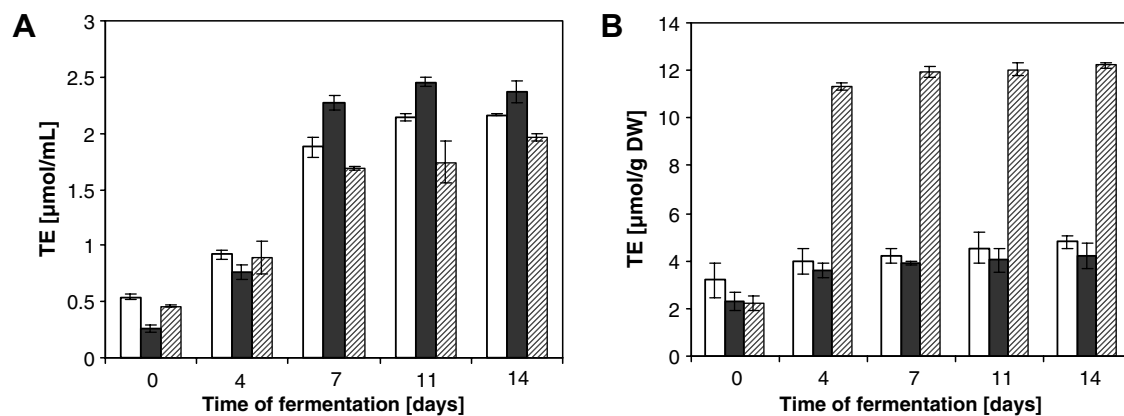 A
TE [µmol/mL]
3
2.5
2
1.5
1
0.5
0
0 4 7 11 14
Time of fermentation [days]
B
TE [µmol/g DW]
14
12
10
8
6
4
2
0
0 4 7 11 14
Time of fermentation [days]